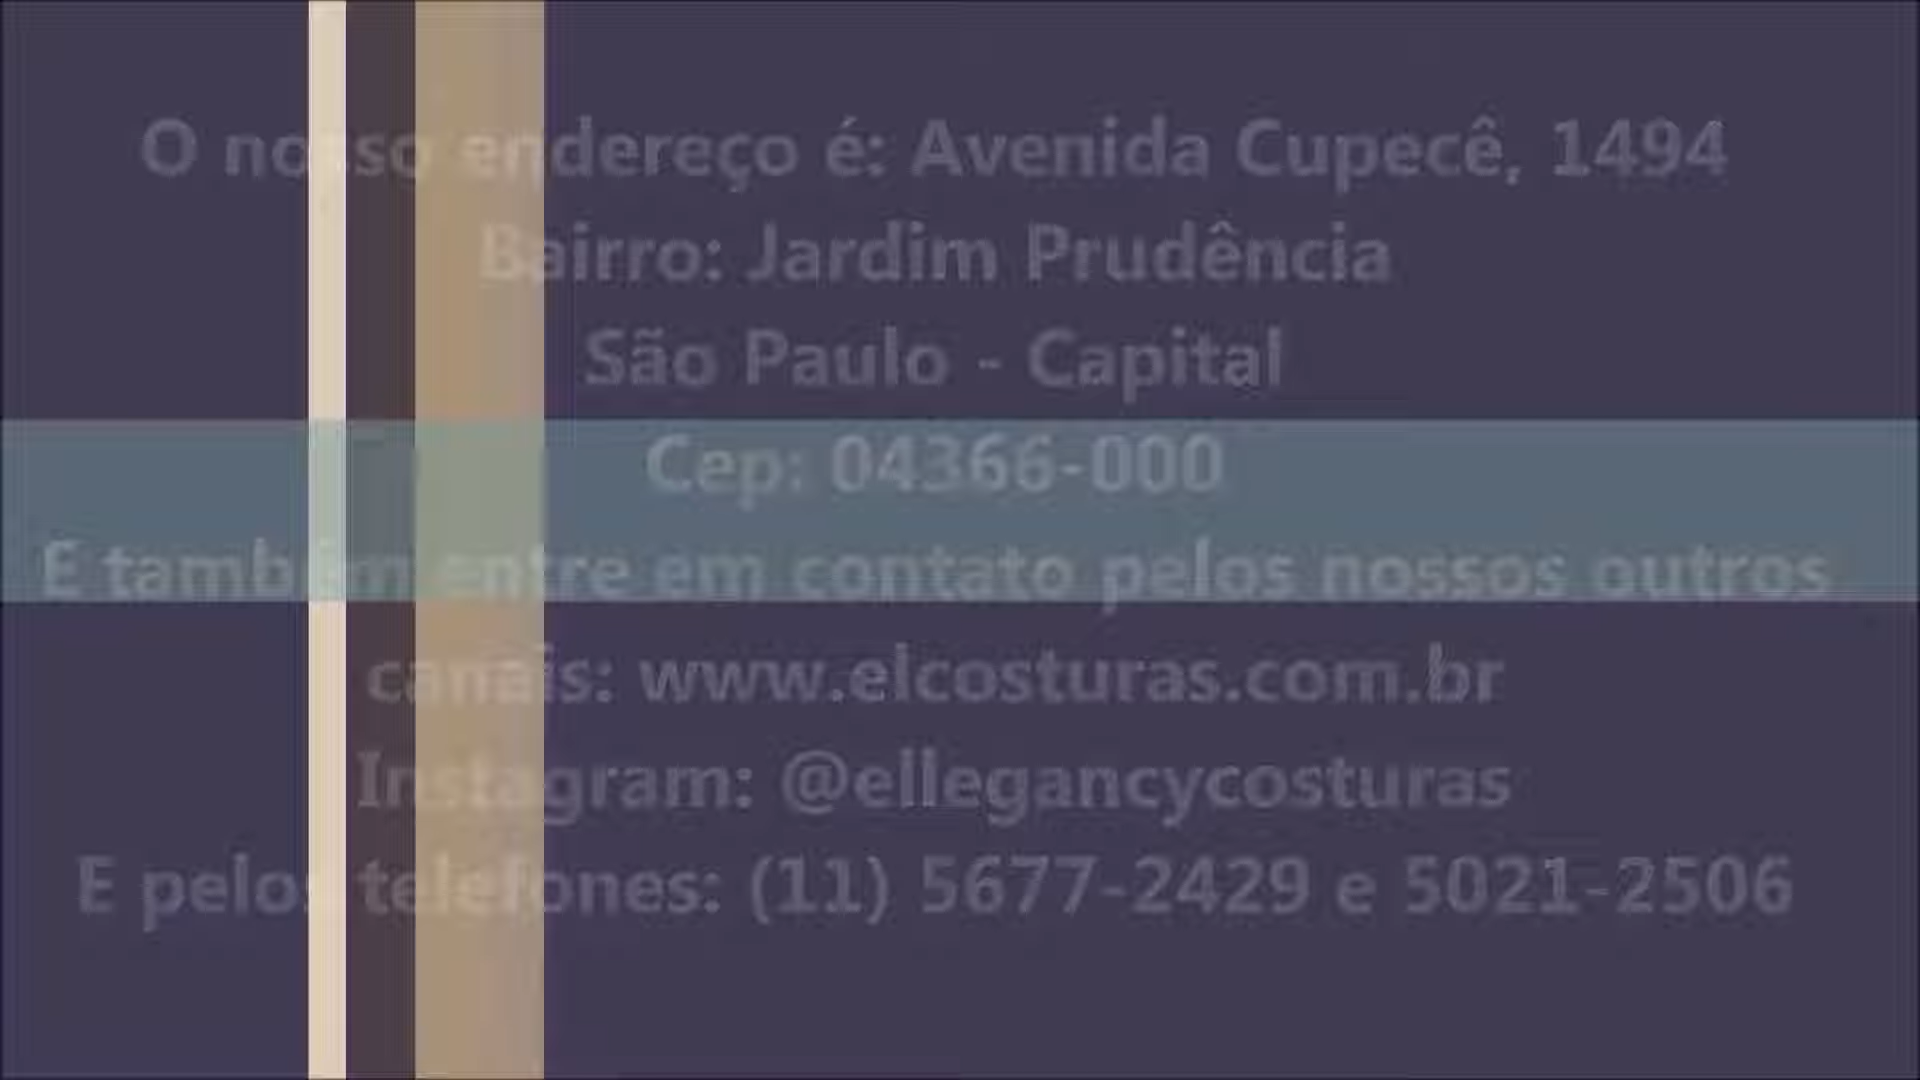 O nosso endereço é: Avenida Cupecê, 1494
Bairro: Jardim Prudência
São Paulo - Capital
Cep: 04366-000
E também entre em contato pelos nossos outros
canais: www.elcosturas.com.br
Instagram: @ellegancycosturas
E pelos telefones: (11) 5677-2429 e 5021-2506